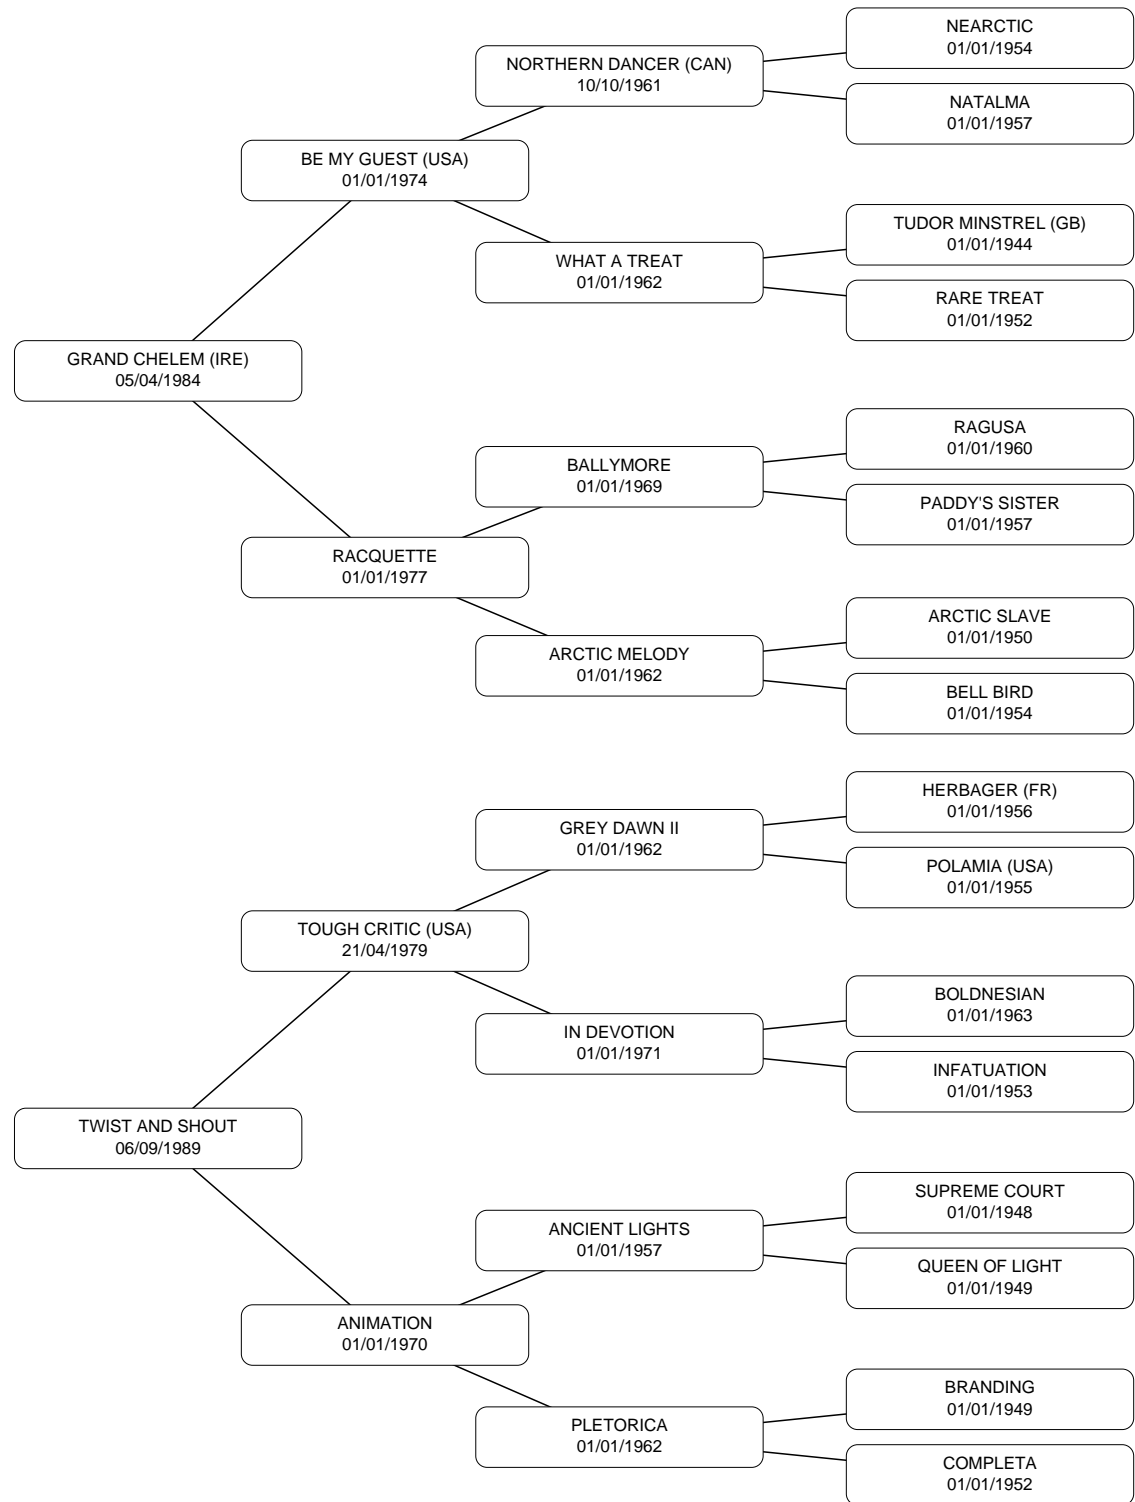 NEARCTIC
01/01/1954
NORTHERN DANCER (CAN)
10/10/1961
NATALMA
01/01/1957
BE MY GUEST (USA)
01/01/1974
TUDOR MINSTREL (GB)
01/01/1944
WHAT A TREAT
01/01/1962
RARE TREAT
01/01/1952
GRAND CHELEM (IRE)
05/04/1984
RAGUSA
01/01/1960
BALLYMORE
01/01/1969
PADDY'S SISTER
01/01/1957
RACQUETTE
01/01/1977
ARCTIC SLAVE
01/01/1950
ARCTIC MELODY
01/01/1962
BELL BIRD
01/01/1954
HERBAGER (FR)
01/01/1956
GREY DAWN II
01/01/1962
POLAMIA (USA)
01/01/1955
TOUGH CRITIC (USA)
21/04/1979
BOLDNESIAN
01/01/1963
IN DEVOTION
01/01/1971
INFATUATION
01/01/1953
TWIST AND SHOUT
06/09/1989
SUPREME COURT
01/01/1948
ANCIENT LIGHTS
01/01/1957
QUEEN OF LIGHT
01/01/1949
ANIMATION
01/01/1970
BRANDING
01/01/1949
PLETORICA
01/01/1962
COMPLETA
01/01/1952